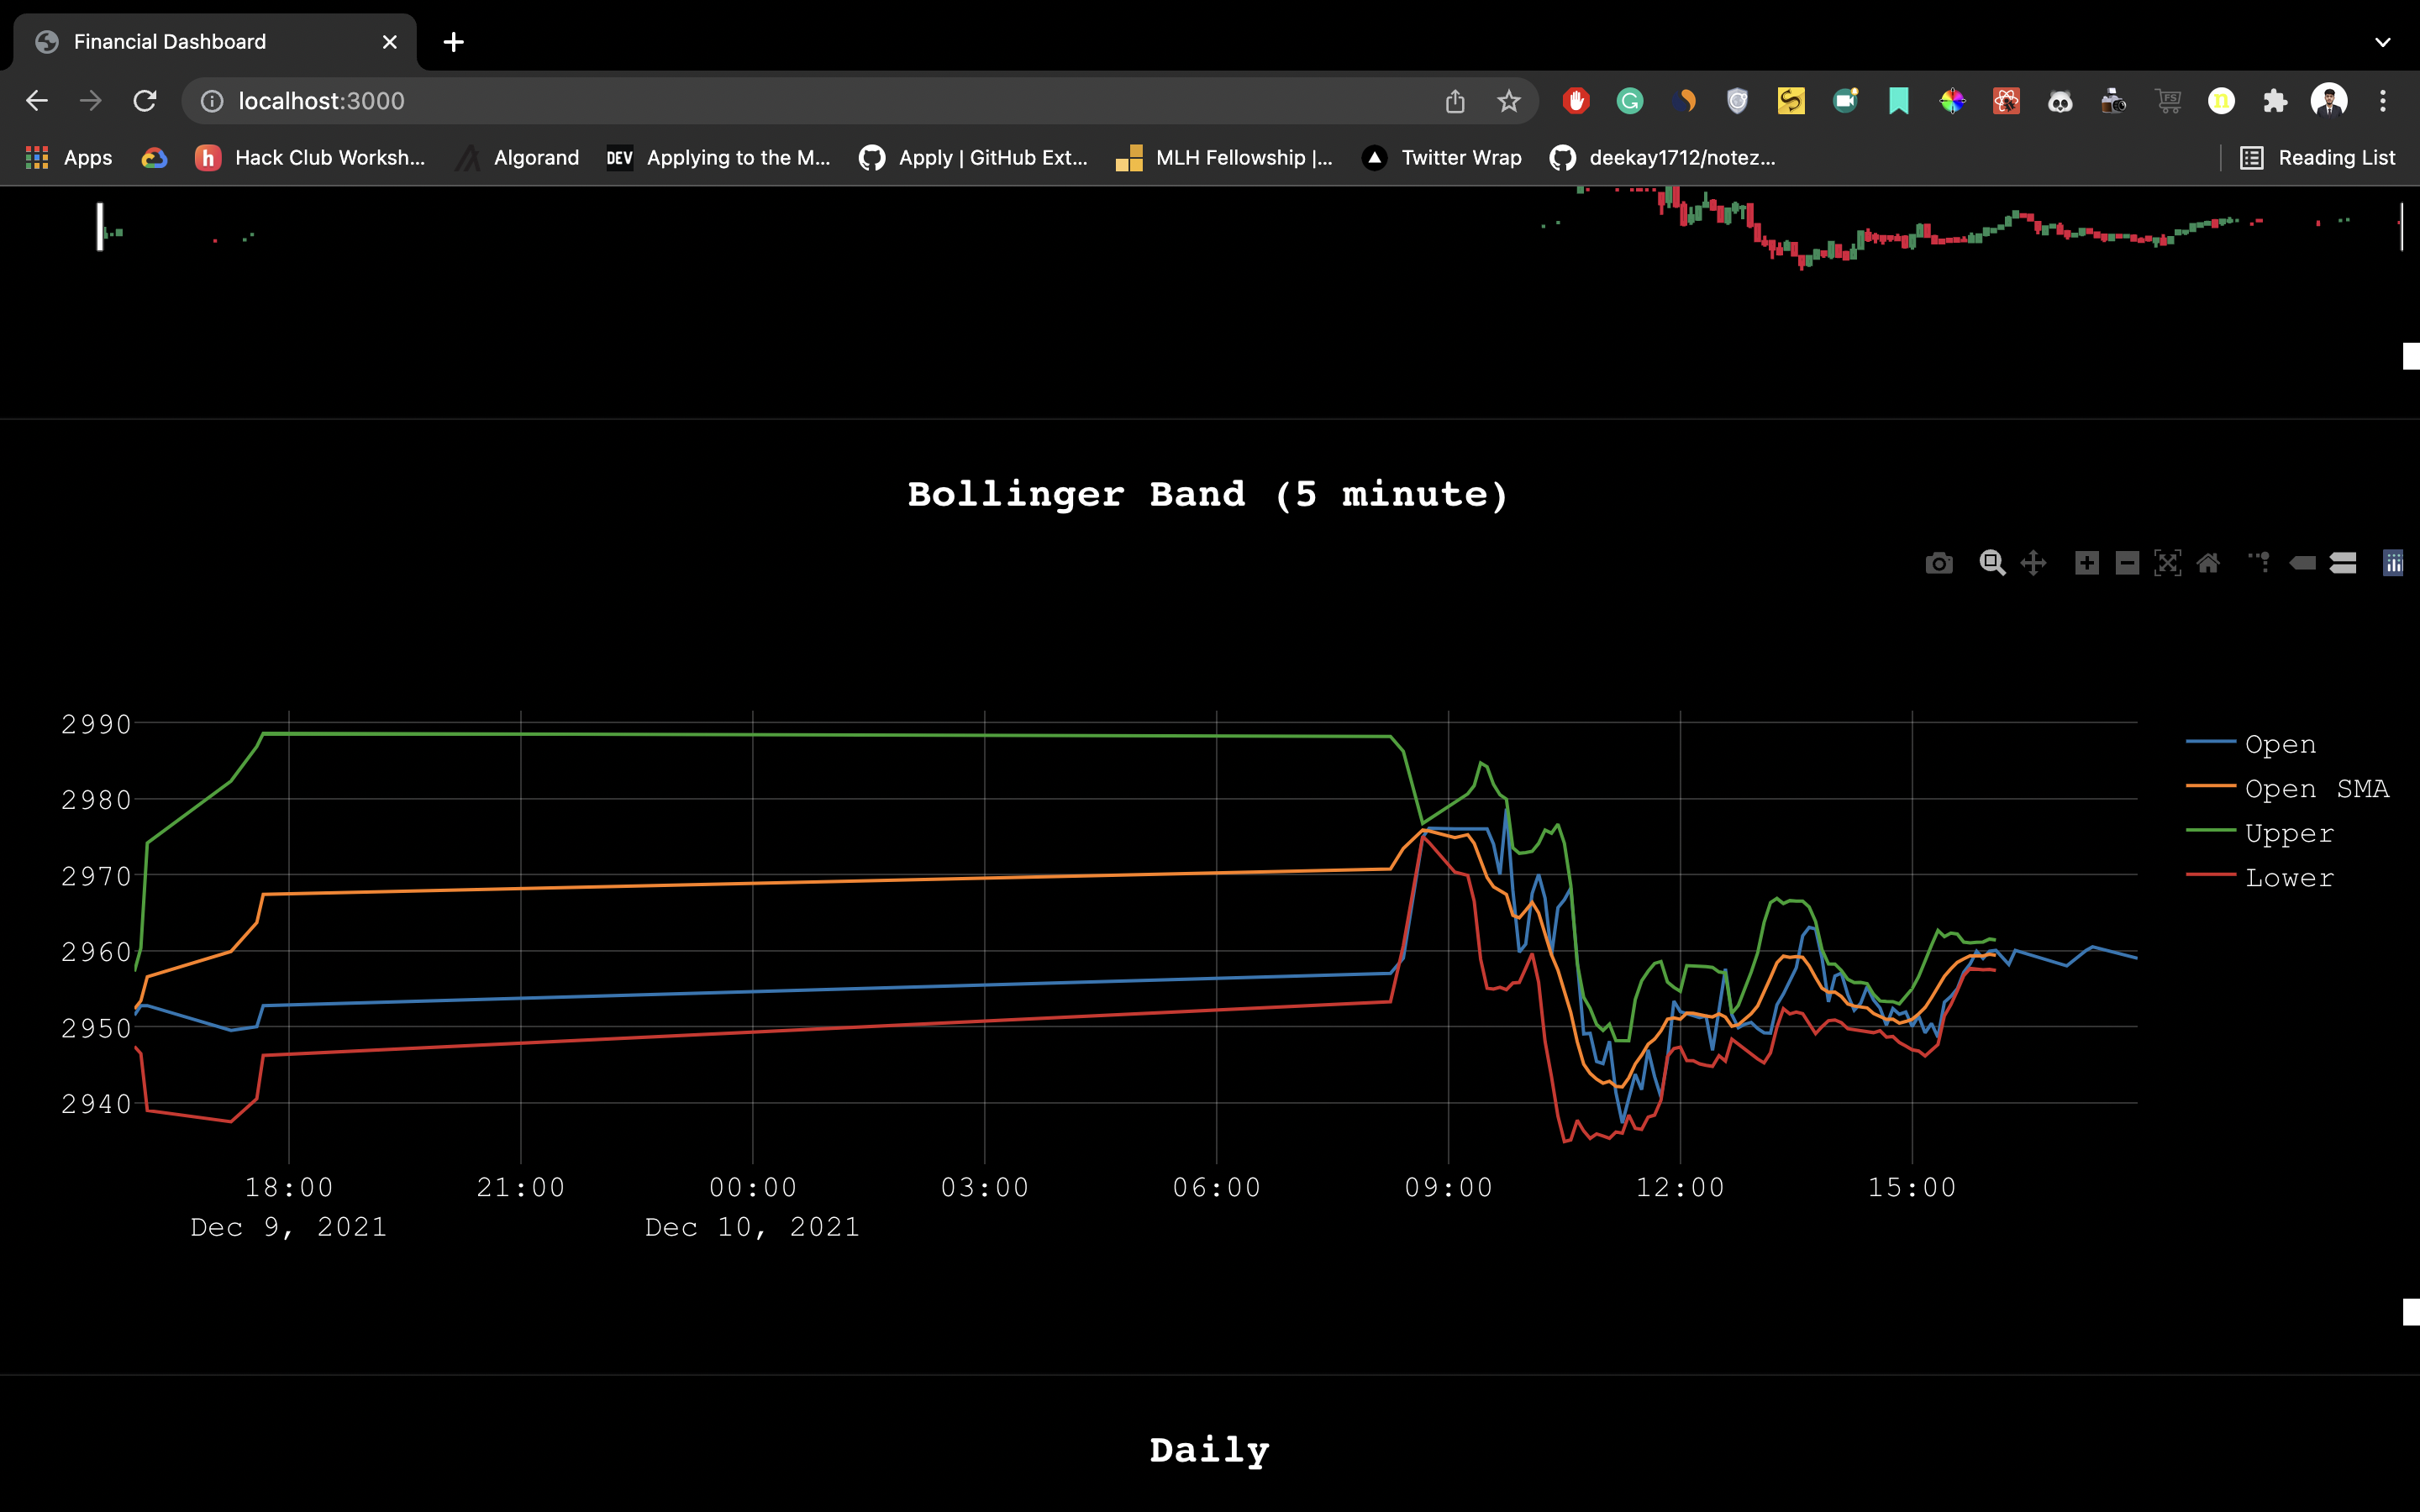 Financial Dashboard
localhost:3000
Apps
Hack Club Worksh...
Algorand
DEV Applying to the M...
Apply | GitHub Ext...
MLH Fellowship |...
Twitter Wrap
deekay1712/notez...
Reading List
Bollinger Band (5 minute)
2990
2980
2970
2960
2950
2940
Open
Open SMA
Upper
Lower
18:00 21:00 00:00 03:00 06:00 09:00 12:00 15:00
Dec 9, 2021 Dec 10, 2021
Daily